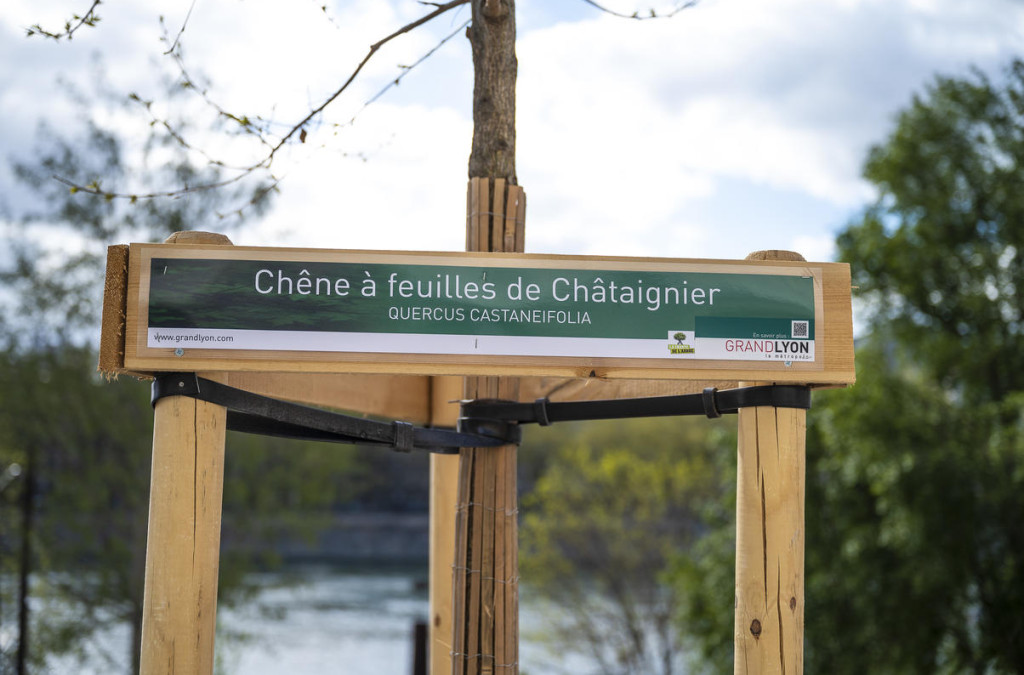 Chêne à feuilles de Châtaignier
QUERCUS CASTANEIFOLIA
www.grandlyon.com
En savoir plus
GRANDLYON
la métropole